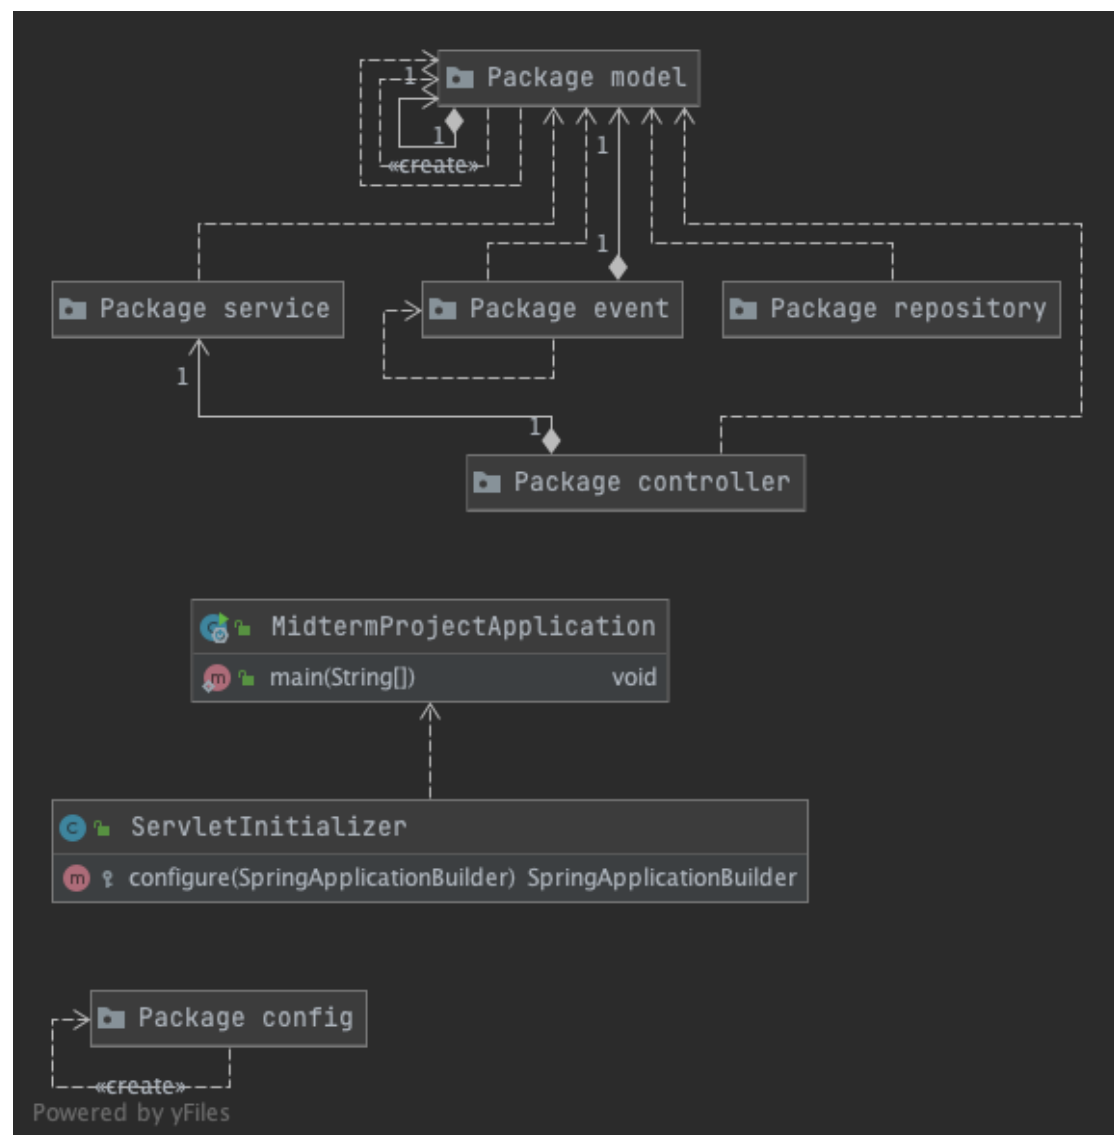 Package model
1
1
«create»
1
1
Package service
Package event
Package repository
1
1
Package controller
MidtermProjectApplication
main(String[]) void
ServletInitializer
configure(SpringApplicationBuilder) SpringApplicationBuilder
Package config
«create»
Powered by yFiles